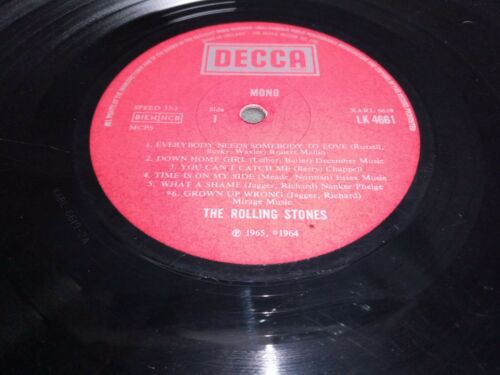 DECCA
MONO
SPEED 33⅓
Side
1
XARL 6619
BIEM/NCB
LK 4661
MCPS
1. EVERYBODY NEEDS SOMEBODY TO LOVE (Russell,
Burke, Wexler) Robert Mellin
2. DOWN HOME GIRL (Leiber, Butler) December Music
3. YOU CAN'T CATCH ME (Berry) Chappell
4. TIME IS ON MY SIDE (Meade, Norman) Essex Music
5. WHAT A SHAME (Jagger, Richard) Nanker Phelge
*6. GROWN UP WRONG (Jagger, Richard)
Mirage Music
THE ROLLING STONES
℗ 1965, *1964